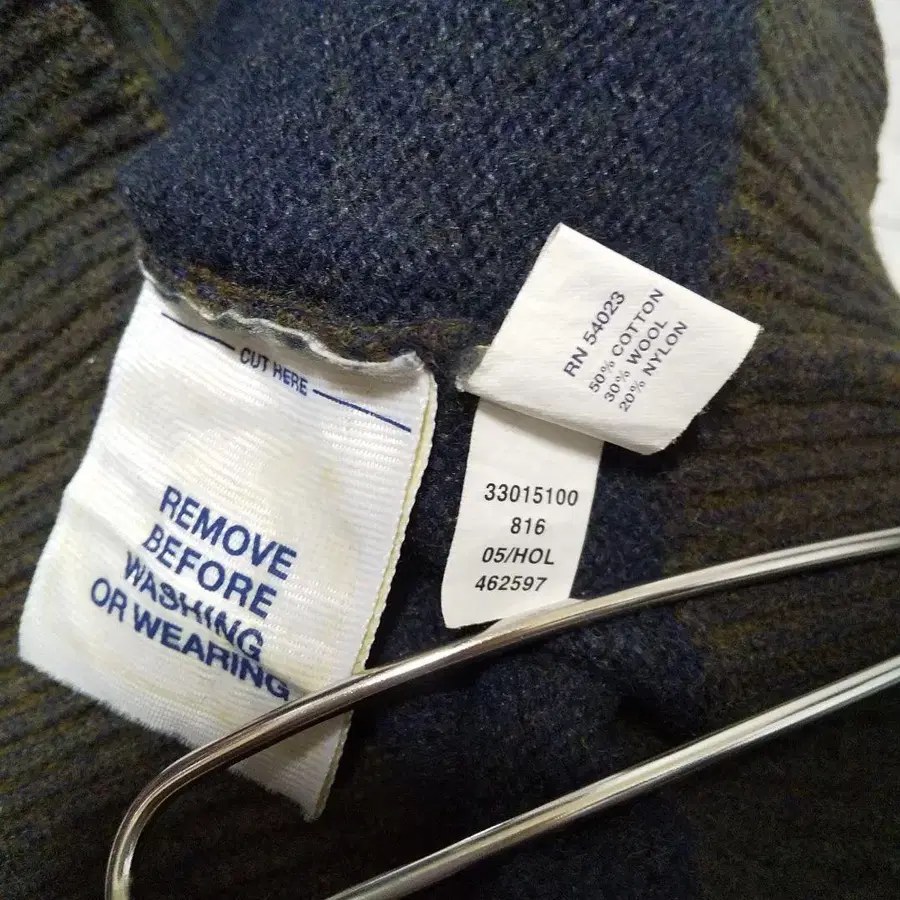 CUT HERE
REMOVE
BEFORE
WASHING
OR WEARING
RN 54023
50% COTTON
30% WOOL
20% NYLON
33015100
816
05/HOL
462597